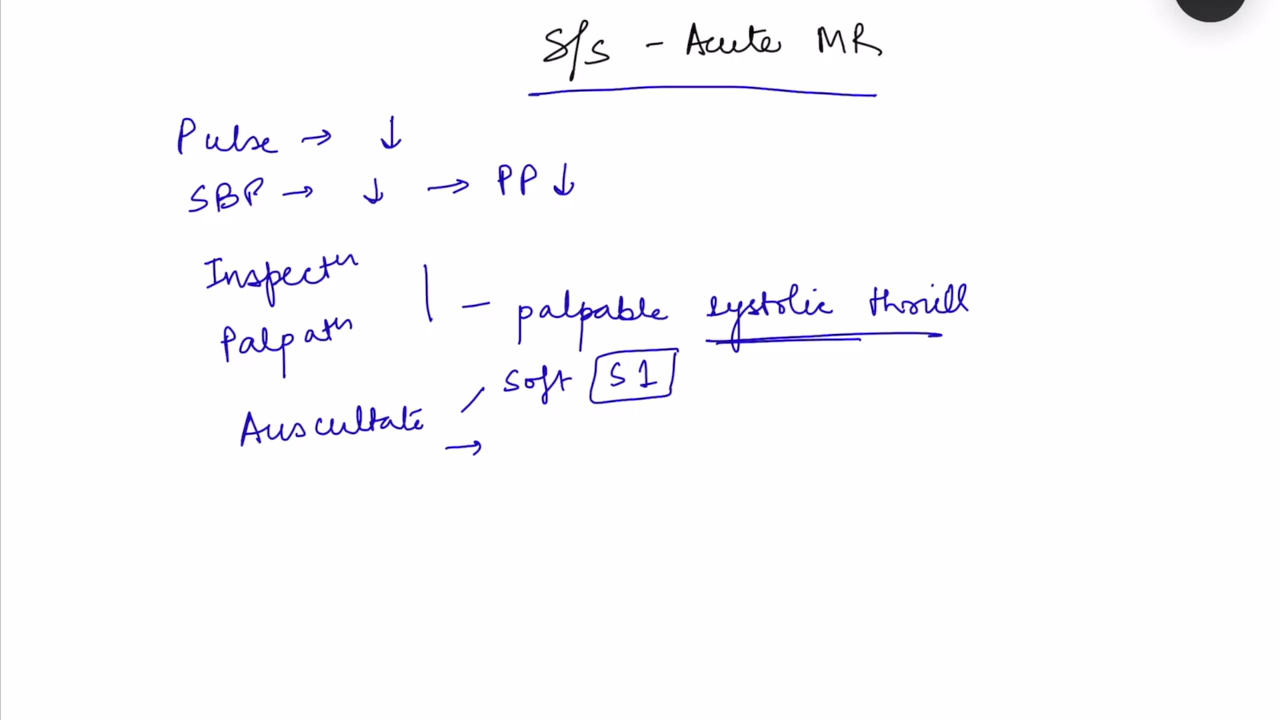 S/s - Acute MR
Pulse → ↓
SBP → ↓ → PP ↓
Inspectn
Palpatn
- palpable systolic thrill
Auscultate
soft S1
→